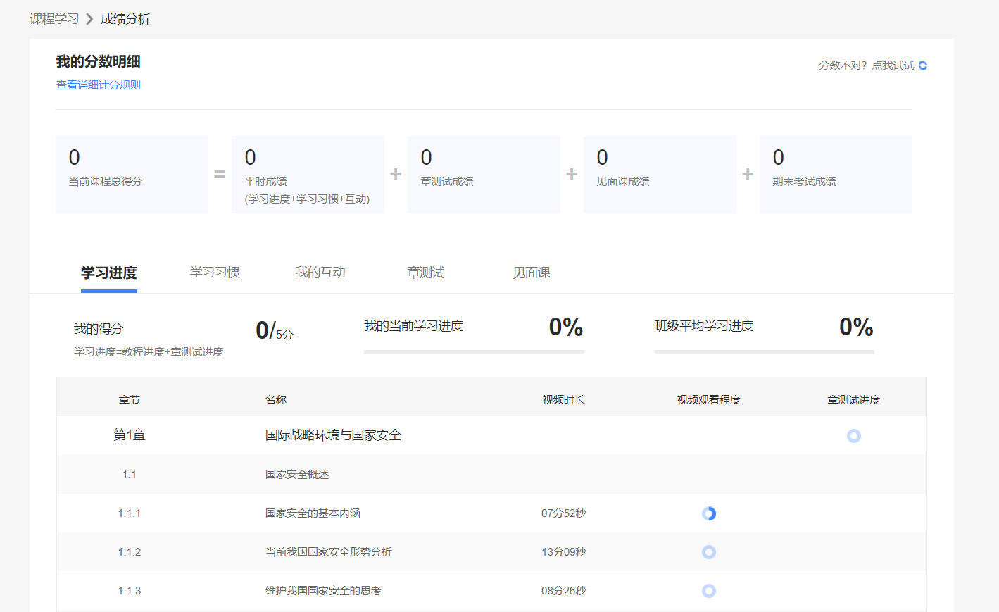 课程学习 > 成绩分析
我的分数明细
查看详细计分规则
分数不对？点我试试
0
当前课程总得分
=
0
平时成绩
(学习进度+学习习惯+互动)
+
0
章测试成绩
+
0
见面课成绩
+
0
期末考试成绩
学习进度 学习习惯 我的互动 章测试 见面课
我的得分 0/5分
学习进度=教程进度+章测试进度
我的当前学习进度 0%
班级平均学习进度 0%
章节 名称 视频时长 视频观看程度 章测试进度
第1章 国际战略环境与国家安全
1.1 国家安全概述
1.1.1 国家安全的基本内涵 07分52秒
1.1.2 当前我国国家安全形势分析 13分09秒
1.1.3 维护我国国家安全的思考 08分26秒